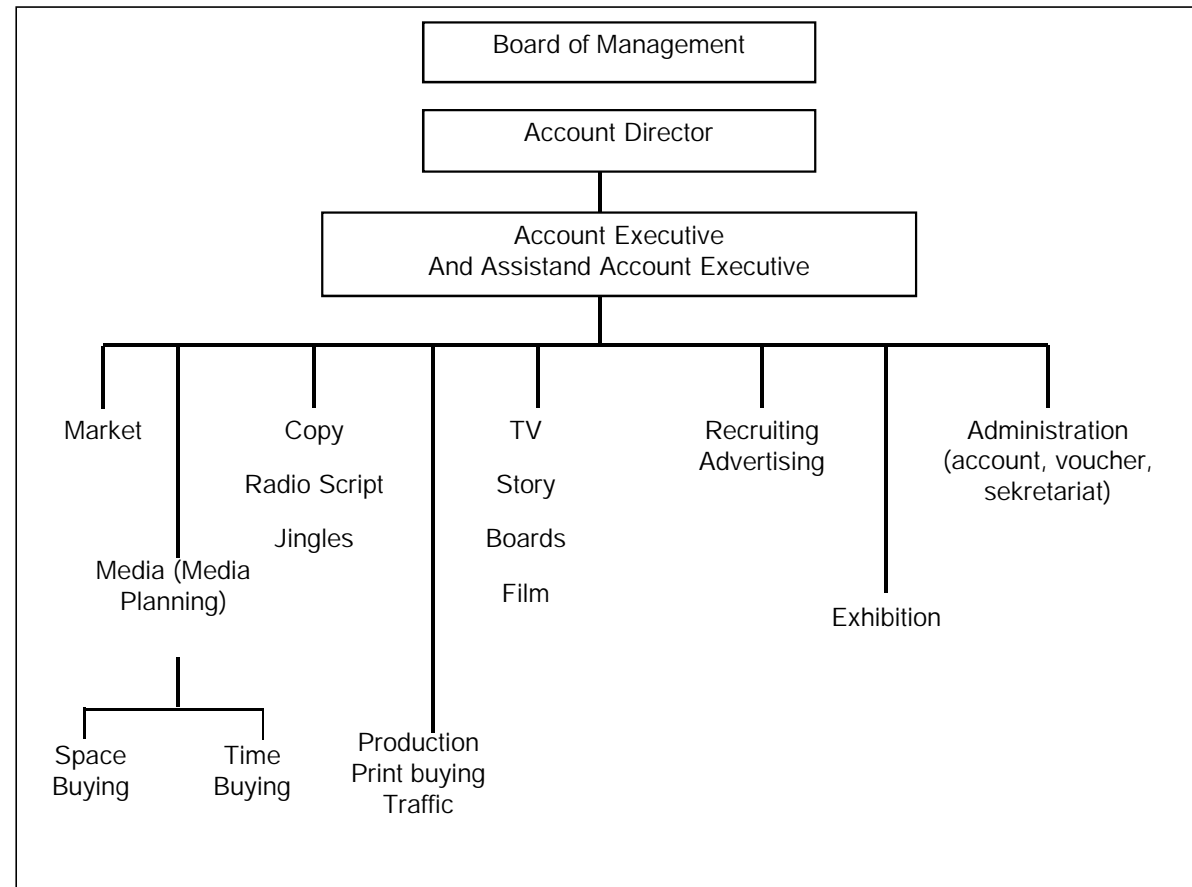 Board of Management
Account Director
Account Executive
And Assistand Account Executive
Market
Copy
Radio Script
Jingles
TV
Story
Boards
Film
Recruiting
Advertising
Administration
(account, voucher,
sekretariat)
Media (Media
Planning)
Exhibition
Space
Buying
Time
Buying
Production
Print buying
Traffic